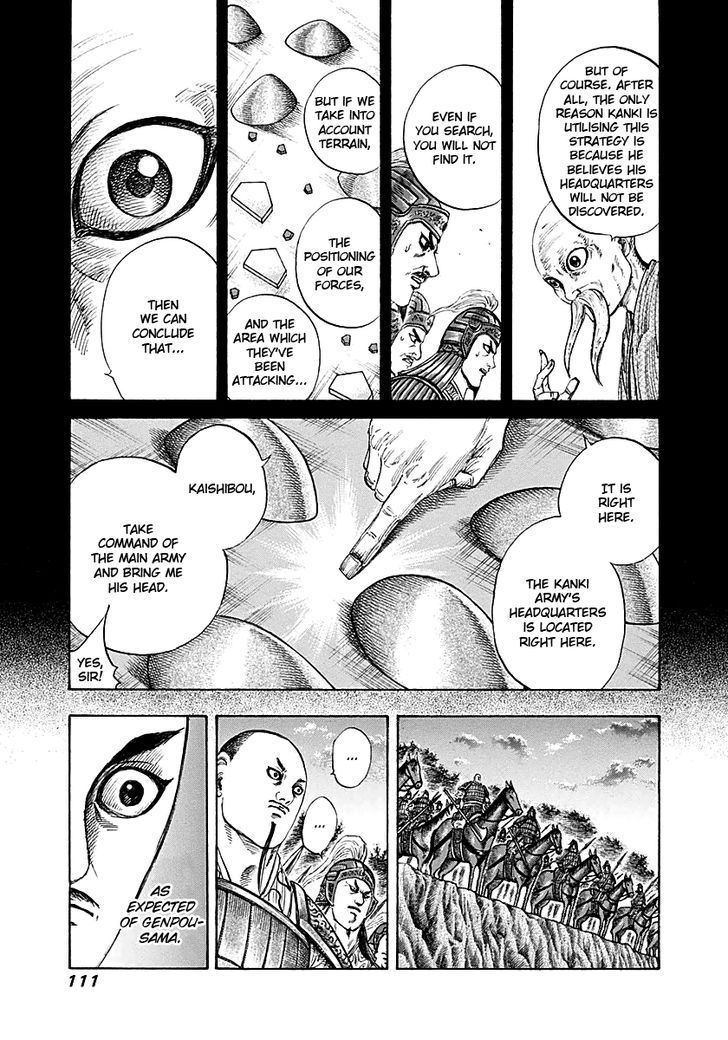 BUT OF
COURSE. AFTER
ALL, THE ONLY
REASON KANKI IS
UTILISING THIS
STRATEGY IS
BECAUSE HE
BELIEVES HIS
HEADQUARTERS
WILL NOT BE
DISCOVERED.
EVEN IF
YOU SEARCH,
YOU WILL NOT
FIND IT.
BUT IF WE
TAKE INTO
ACCOUNT
TERRAIN,
THE
POSITIONING
OF OUR
FORCES,
AND THE
AREA WHICH
THEY'VE
BEEN
ATTACKING...
THEN
WE CAN
CONCLUDE
THAT...
IT IS
RIGHT
HERE.
THE KANKI
ARMY'S
HEADQUARTERS
IS LOCATED
RIGHT HERE.
KAISHIBOU,
TAKE
COMMAND OF
THE MAIN ARMY
AND BRING ME
HIS HEAD.
YES,
SIR!
...
...
AS
EXPECTED
OF GENPOU-
SAMA.
111